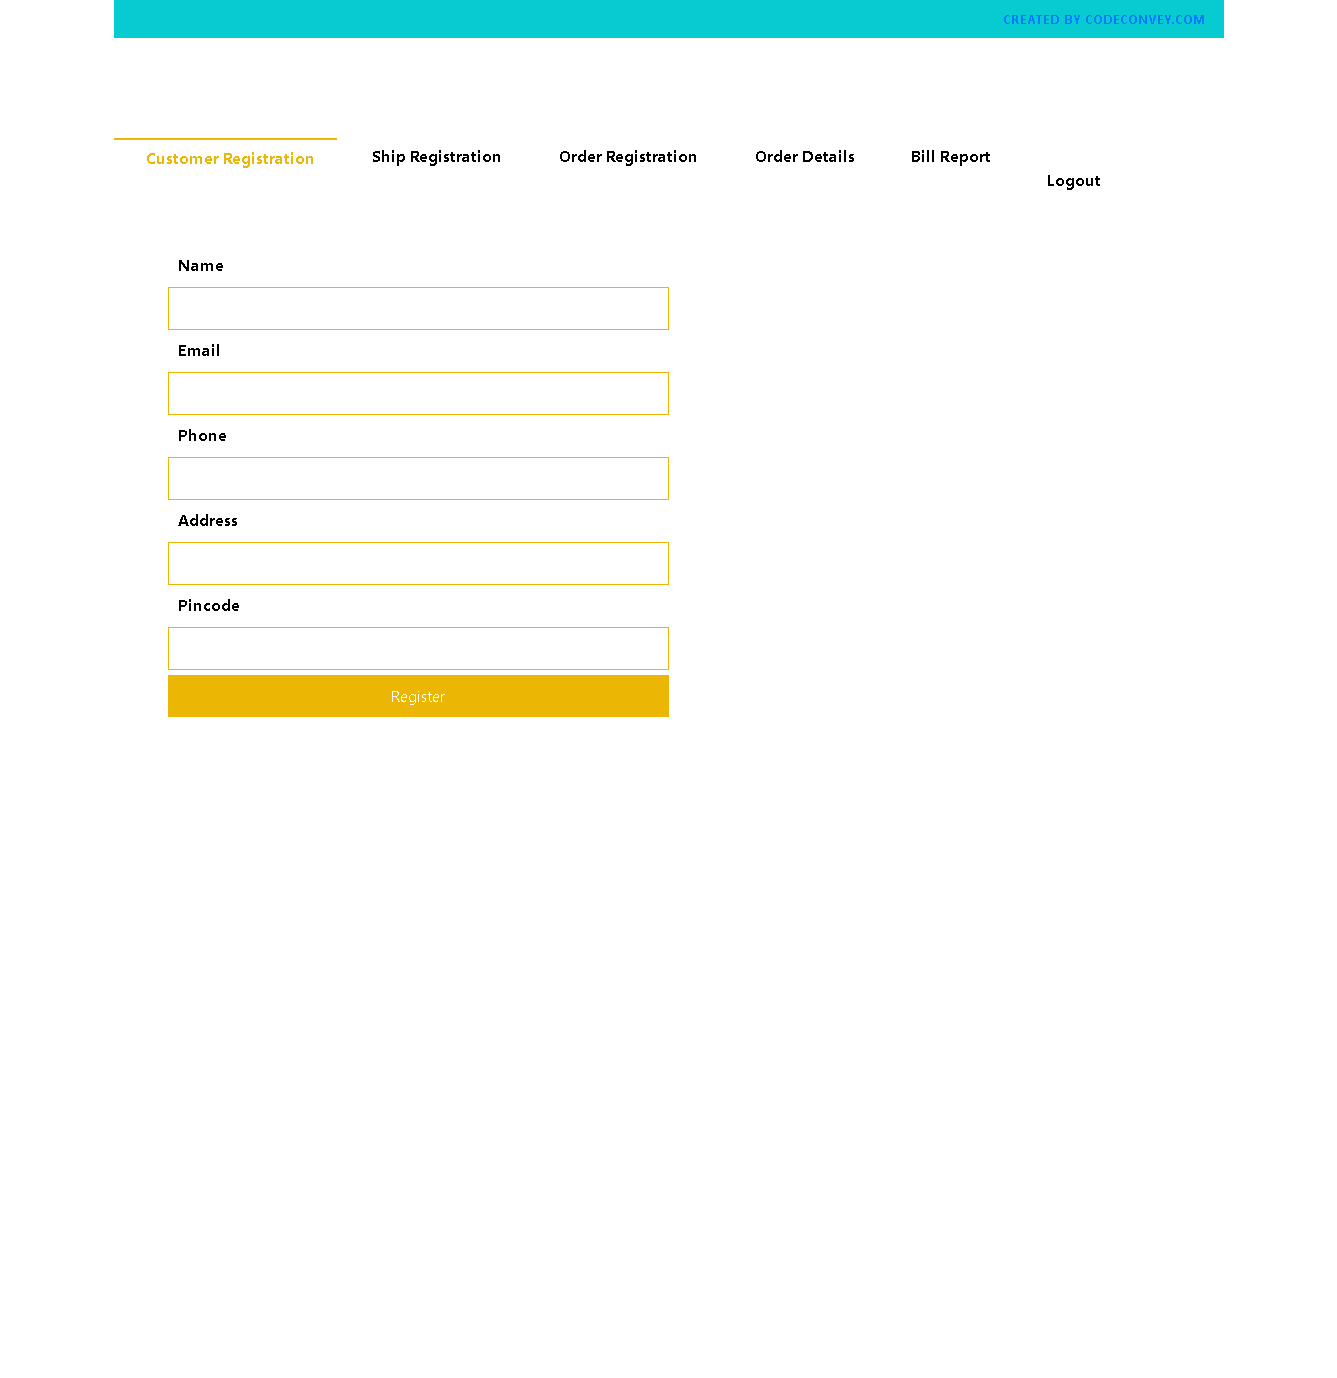 CREATED BY CODECONVEY.COM
Customer Registration
Ship Registration
Order Registration
Order Details
Bill Report
Logout
Name
Email
Phone
Address
Pincode
Register